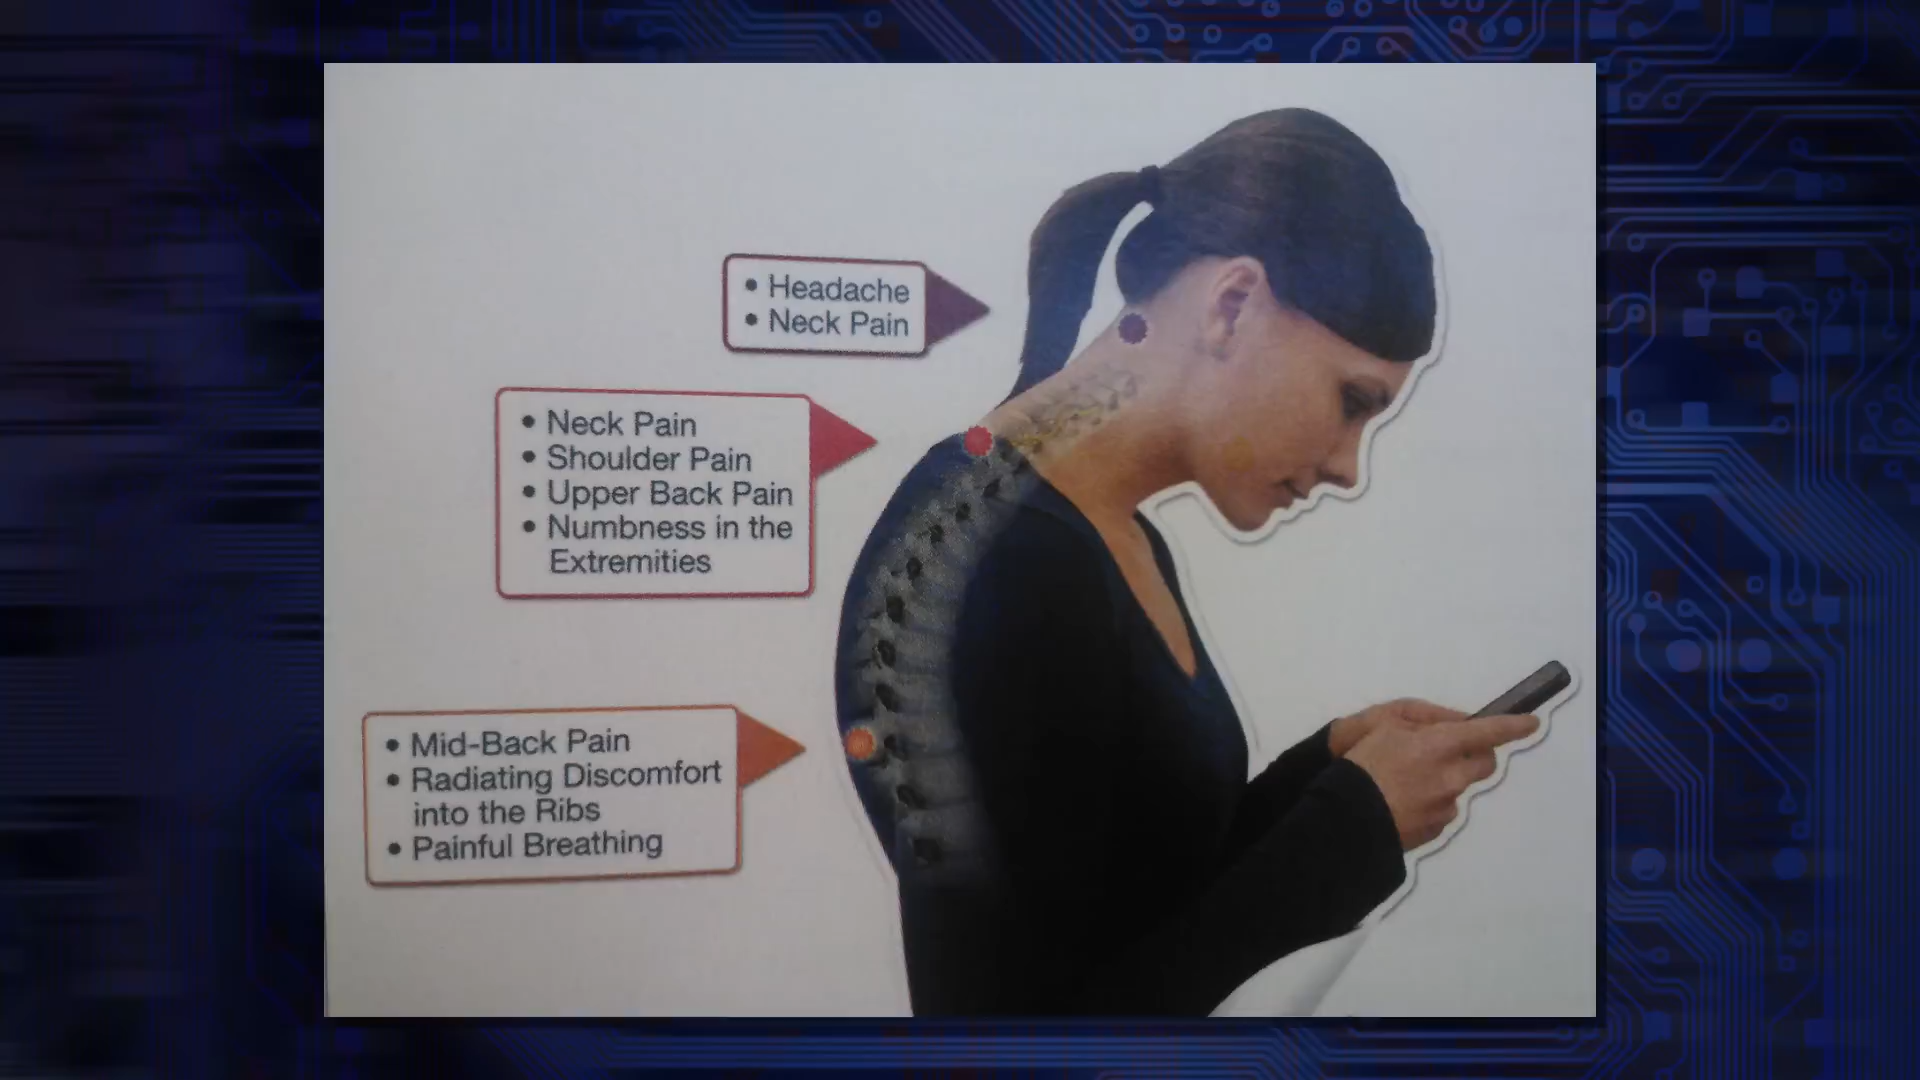 • Headache
• Neck Pain
• Neck Pain
• Shoulder Pain
• Upper Back Pain
• Numbness in the
Extremities
• Mid-Back Pain
• Radiating Discomfort
into the Ribs
• Painful Breathing